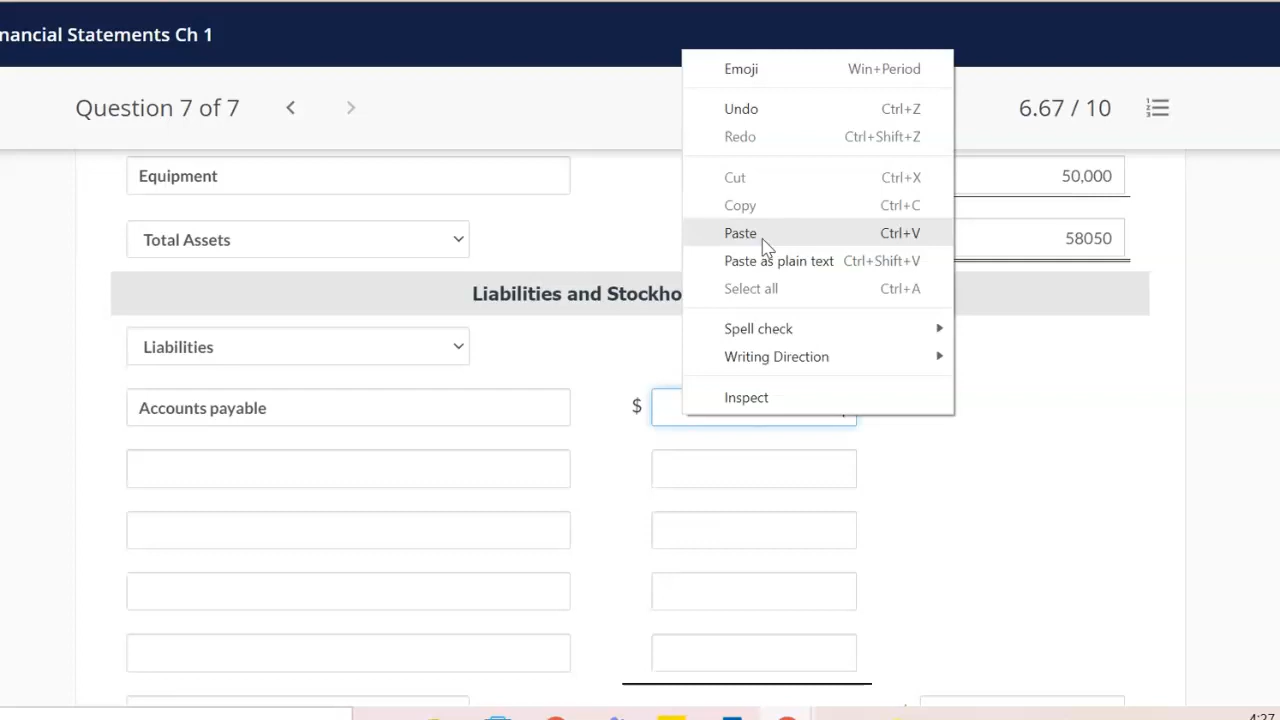 nancial Statements Ch 1
Question 7 of 7
6.67 / 10
Equipment
50,000
Total Assets
58050
Liabilities and Stockho
Liabilities
Accounts payable
$
Emoji Win+Period
Undo Ctrl+Z
Redo Ctrl+Shift+Z
Cut Ctrl+X
Copy Ctrl+C
Paste Ctrl+V
Paste as plain text Ctrl+Shift+V
Select all Ctrl+A
Spell check
Writing Direction
Inspect